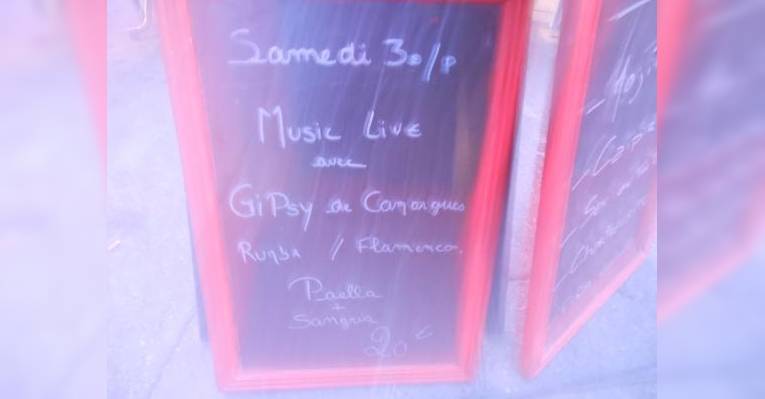 Samedi 30/8
Music Live
avec
GiPsy de Camargues
RumBA // Flamenco.
Paella
+
Sangria
20€